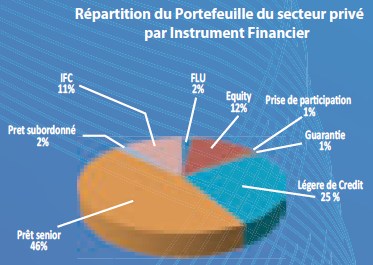 Répartition du Portefeuille du secteur privé
par Instrument Financier
IFC
11%
FLU
2%
Equity
12%
Prise de participation
1%
Guarantie
1%
Pret subordonné
2%
Légere de Credit
25 %
Prêt senior
46%